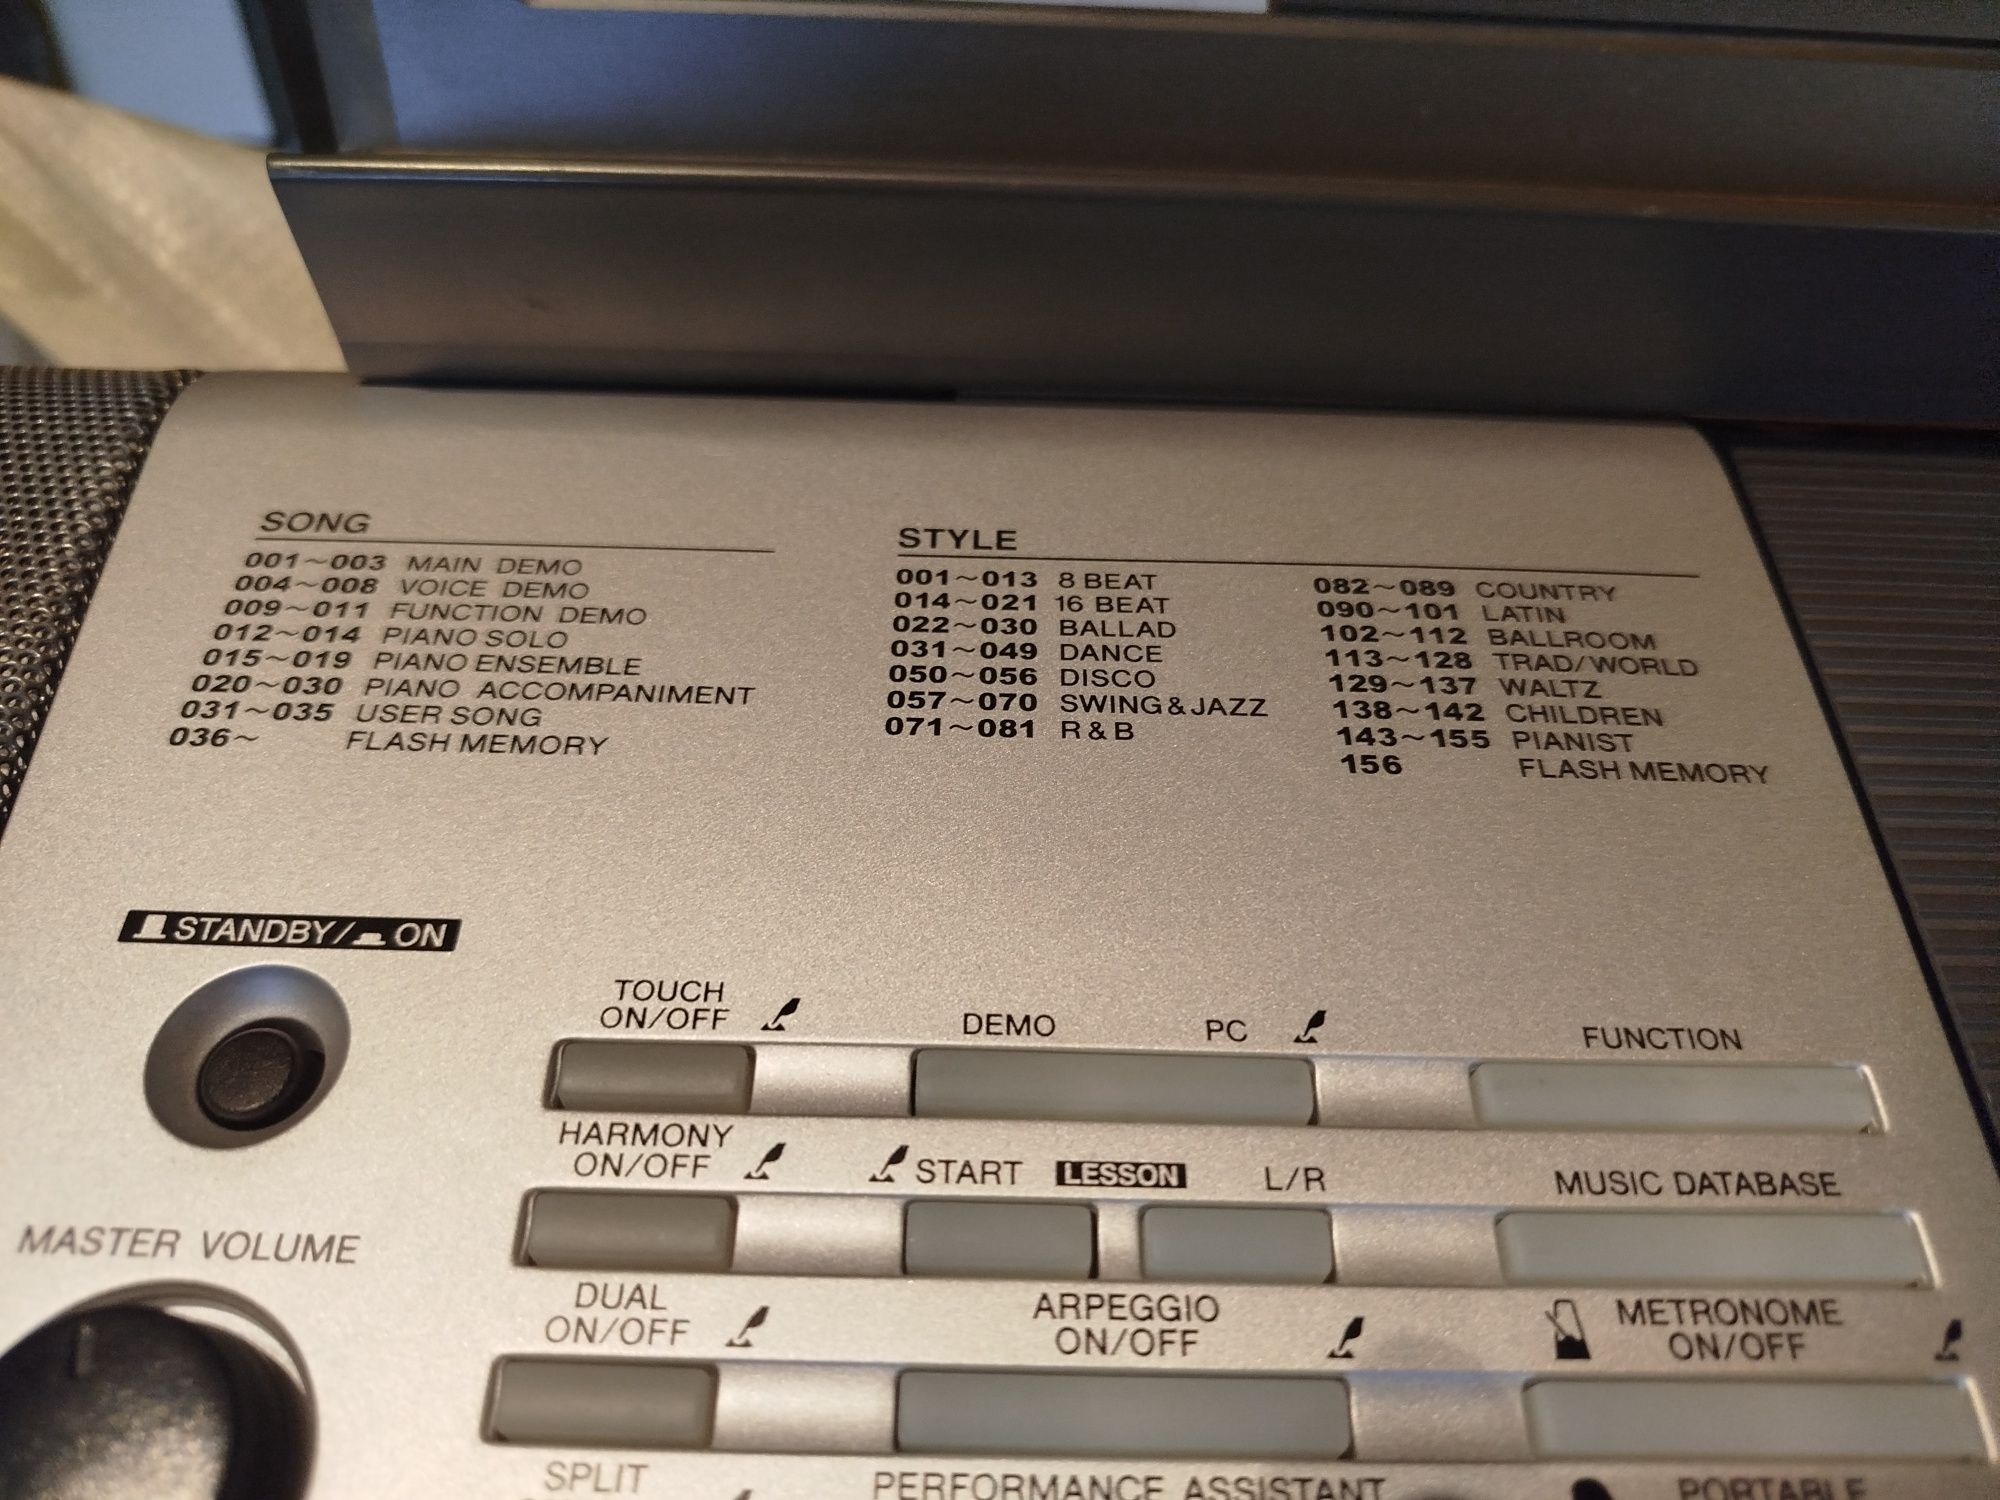 SONG
001~003 MAIN DEMO
004~008 VOICE DEMO
009~011 FUNCTION DEMO
012~014 PIANO SOLO
015~019 PIANO ENSEMBLE
020~030 PIANO ACCOMPANIMENT
031~035 USER SONG
036~ FLASH MEMORY
STYLE
001~013 8 BEAT
014~021 16 BEAT
022~030 BALLAD
031~049 DANCE
050~056 DISCO
057~070 SWING & JAZZ
071~081 R & B
082~089 COUNTRY
090~101 LATIN
102~112 BALLROOM
113~128 TRAD/WORLD
129~137 WALTZ
138~142 CHILDREN
143~155 PIANIST
156 FLASH MEMORY
STANDBY/ ON
TOUCH
ON/OFF
DEMO PC
FUNCTION
HARMONY
ON/OFF
START LESSON L/R
MUSIC DATABASE
MASTER VOLUME
DUAL
ON/OFF
ARPEGGIO
ON/OFF
METRONOME
ON/OFF
SPLIT
PERFORMANCE ASSISTANT
PORTABLE